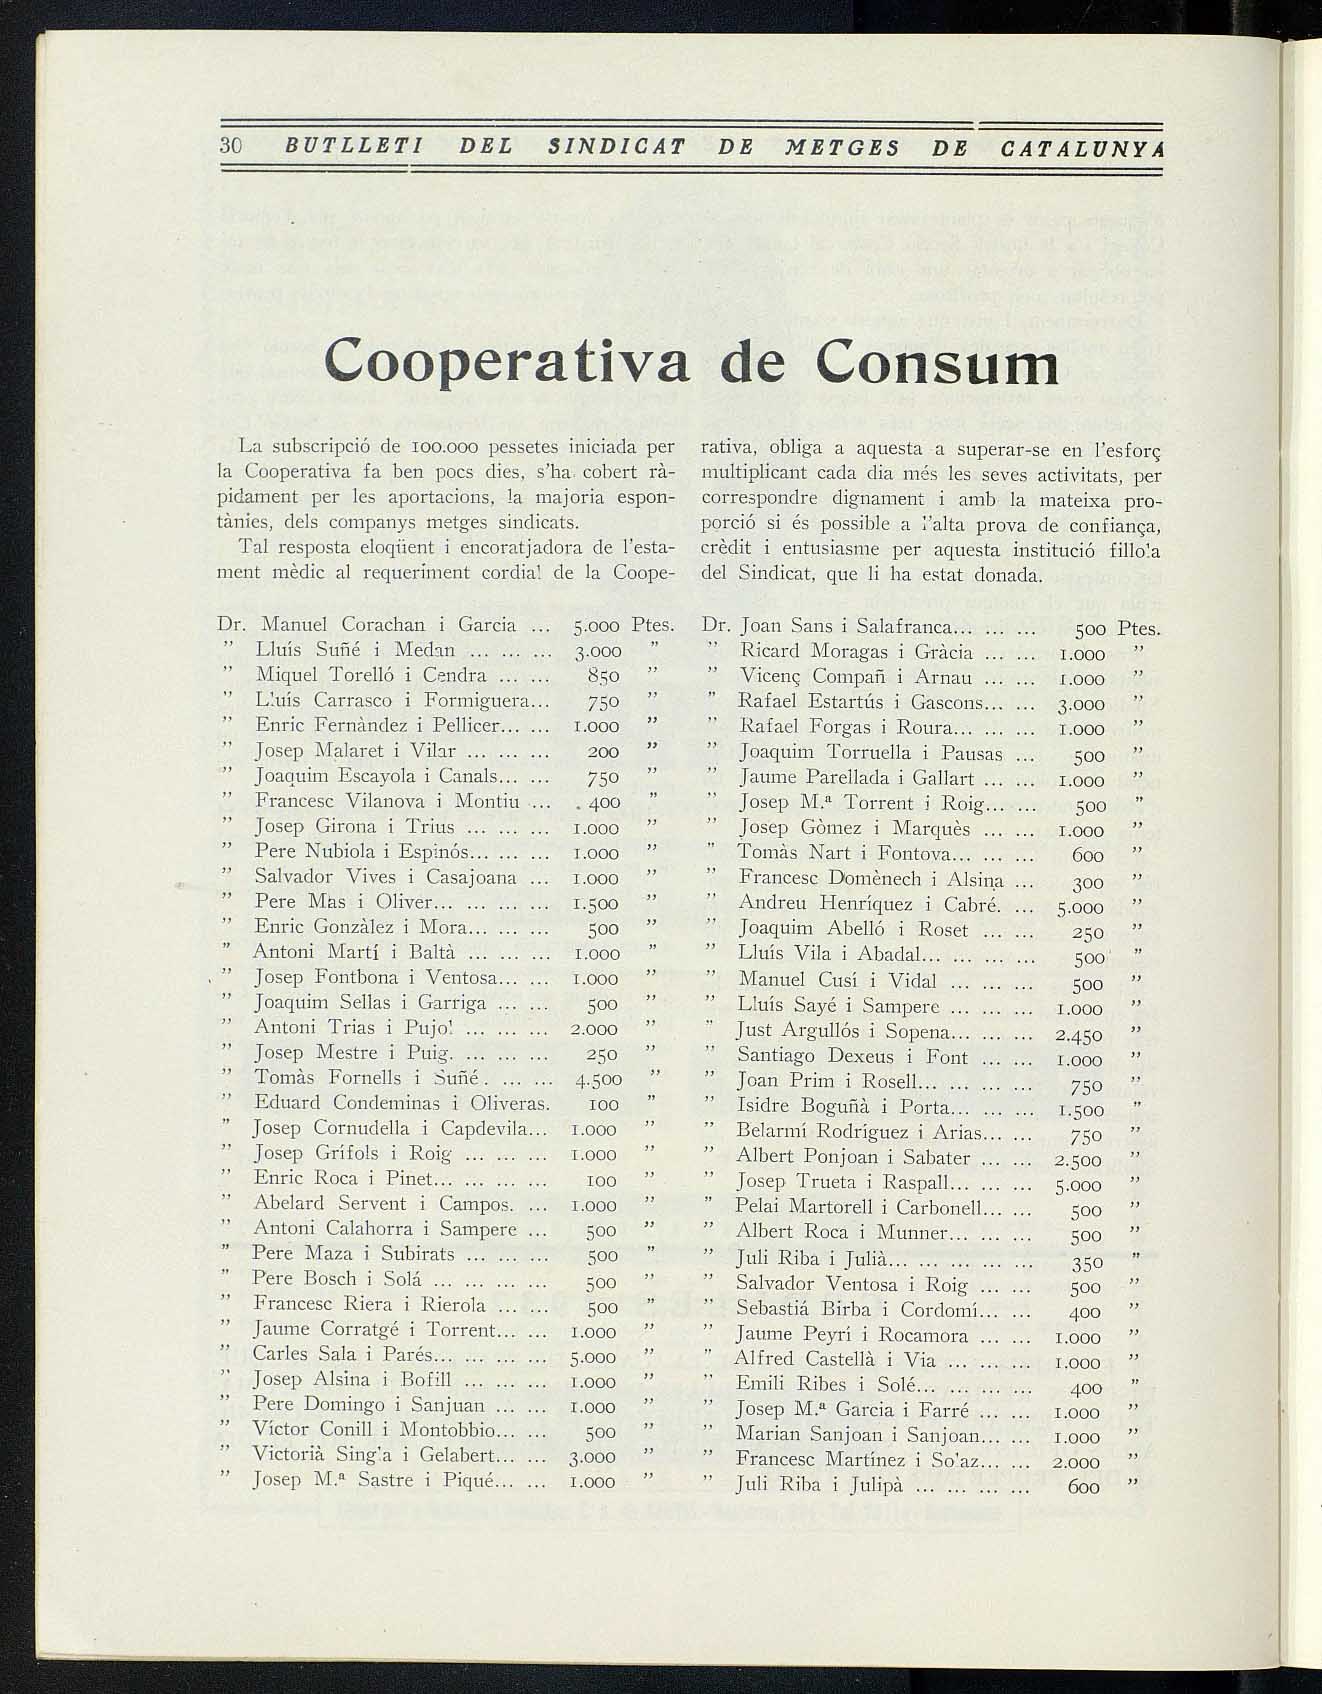 30 BUTLLETI DEL SINDICAT DE METGES DE CATALUNYA
Cooperativa de Consum
La subscripció de 100.000 pessetes iniciada per
la Cooperativa fa ben pocs dies, s'ha cobert rà-
pidament per les aportacions, la majoria espon-
tànies, dels companys metges sindicats.
Tal resposta eloqüent i encoratjadora de l'esta-
ment mèdic al requeriment cordial de la Coope-
rativa, obliga a aquesta a superar-se en l'esforç
multiplicant cada dia més les seves activitats, per
correspondre dignament i amb la mateixa pro-
porció si és possible a l'alta prova de confiança,
crèdit i entusiasme per aquesta institució fillola
del Sindicat, que li ha estat donada.
Dr. Manuel Corachan i Garcia ... 5.000 Ptes.
" Lluís Suñé i Medan ... ... ... 3.000 "
" Miquel Torelló i Cendra ... ... 850 "
" Lluís Carrasco i Formiguera... 750 "
" Enric Fernàndez i Pellicer... ... 1.000 "
" Josep Malaret i Vilar ... ... ... 200 "
" Joaquim Escayola i Canals... ... 750 "
" Francesc Vilanova i Montiu ... 400 "
" Josep Girona i Trius ... ... ... 1.000 "
" Pere Nubiola i Espinós... ... ... 1.000 "
" Salvador Vives i Casajoana ... 1.000 "
" Pere Mas i Oliver... ... ... ... 1.500 "
" Enric Gonzàlez i Mora... ... ... 500 "
" Antoni Martí i Baltà ... ... ... 1.000 "
" Josep Fontbona i Ventosa... ... 1.000 "
" Joaquim Sellas i Garriga ... ... 500 "
" Antoni Trias i Pujol ... ... ... 2.000 "
" Josep Mestre i Puig. ... ... ... 250 "
" Tomàs Fornells i Suñé. ... ... 4.500 "
" Eduard Condeminas i Oliveras. 100 "
" Josep Cornudella i Capdevila... 1.000 "
" Josep Grífols i Roig ... ... ... 1.000 "
" Enric Roca i Pinet... ... ... ... 100 "
" Abelard Servent i Campos. ... 1.000 "
" Antoni Calahorra i Sampere ... 500 "
" Pere Maza i Subirats ... ... ... 500 "
" Pere Bosch i Solá ... ... ... ... 500 "
" Francesc Riera i Rierola ... ... 500 "
" Jaume Corratgé i Torrent... ... 1.000 "
" Carles Sala i Parés... ... ... ... 5.000 "
" Josep Alsina i Bofill ... ... ... 1.000 "
" Pere Domingo i Sanjuan ... ... 1.000 "
" Víctor Conill i Montobbio... ... 500 "
" Victorià Singla i Gelabert... ... 3.000 "
" Josep M.ª Sastre i Piqué... ... 1.000 "
Dr. Joan Sans i Salafranca... ... ... 500 Ptes.
" Ricard Moragas i Gràcia ... ... 1.000 "
" Vicenç Compañ i Arnau ... ... 1.000 "
" Rafael Estartús i Gascons... ... 3.000 "
" Rafael Forgas i Roura... ... ... 1.000 "
" Joaquim Torruella i Pausas ... 500 "
" Jaume Parellada i Gallart ... ... 1.000 "
" Josep M.ª Torrent i Roig... ... 500 "
" Josep Gòmez i Marquès ... ... 1.000 "
" Tomàs Nart i Fontova... ... ... 600 "
" Francesc Domènech i Alsina ... 300 "
" Andreu Henríquez i Cabré. ... 5.000 "
" Joaquim Abelló i Roset ... ... 250 "
" Lluís Vila i Abadal... ... ... ... 500 "
" Manuel Cusí i Vidal ... ... ... 500 "
" Lluís Sayé i Sampere ... ... ... 1.000 "
" Just Argullós i Sopena... ... ... 2.450 "
" Santiago Dexeus i Font ... ... 1.000 "
" Joan Prim i Rosell... ... ... ... 750 "
" Isidre Boguñà i Porta... ... ... 1.500 "
" Belarmí Rodríguez i Arias... ... 750 "
" Albert Ponjoan i Sabater ... ... 2.500 "
" Josep Trueta i Raspall... ... ... 5.000 "
" Pelai Martorell i Carbonell... ... 500 "
" Albert Roca i Munner... ... ... 500 "
" Juli Riba i Julià... ... ... ... ... 350 "
" Salvador Ventosa i Roig ... ... 500 "
" Sebastiá Birba i Cordomí... ... 400 "
" Jaume Peyrí i Rocamora ... ... 1.000 "
" Alfred Castellà i Via ... ... ... 1.000 "
" Emili Ribes i Solé... ... ... ... 400 "
" Josep M.ª Garcia i Farré ... ... 1.000 "
" Marian Sanjoan i Sanjoan... ... 1.000 "
" Francesc Martínez i Solaz... ... 2.000 "
" Juli Riba i Julipà ... ... ... ... 600 "